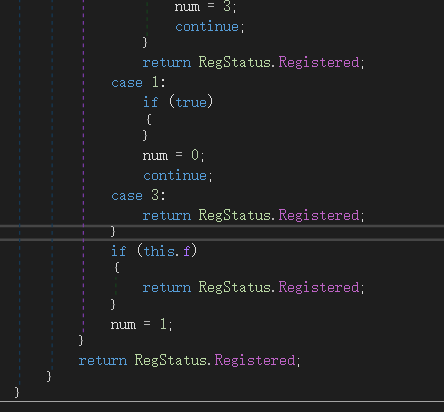 num = 3;
continue;
}
return RegStatus.Registered;
case 1:
if (true)
{
}
num = 0;
continue;
case 3:
return RegStatus.Registered;
}
if (this.f)
{
return RegStatus.Registered;
}
num = 1;
}
return RegStatus.Registered;
}
}